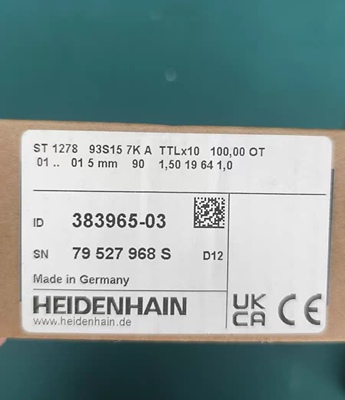 ST 1278 93S15 7K A TTLx10 100,00 OT
01 .. 01 5 mm 90 1,50 19 64 1,0
ID 383965-03
SN 79 527 968 S D12
Made in Germany
HEIDENHAIN
www.heidenhain.de
UK
CA CE